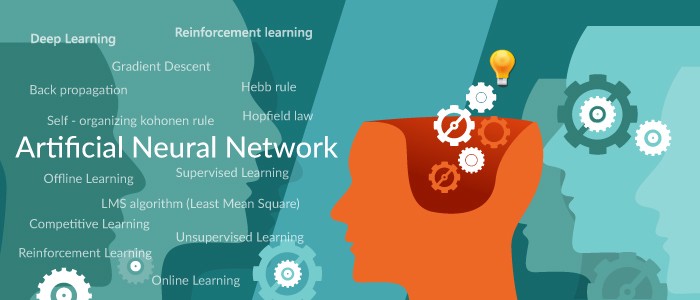 Deep Learning
Reinforcement learning
Gradient Descent
Back propagation
Hebb rule
Self - organizing kohonen rule
Hopfield law
Artificial Neural Network
Offline Learning
Supervised Learning
LMS algorithm (Least Mean Square)
Competitive Learning
Unsupervised Learning
Reinforcement Learning
Online Learning